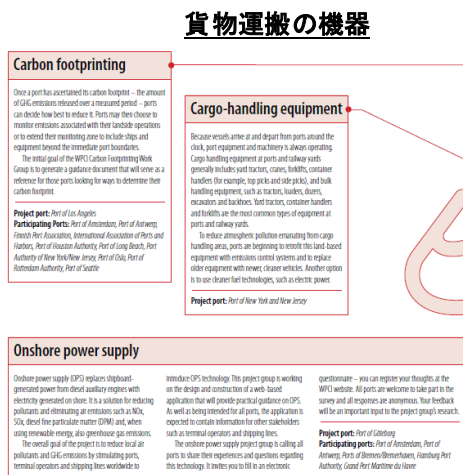 貨物運搬の機器
Carbon footprinting
Once a port has ascertained its carbon footprint – the amount
of GHG emissions released over a measured period – ports
can decide how best to reduce it. Ports may then choose to
monitor emissions associated with their landside operations
or to extend their monitoring zone to include ships and
equipment beyond the immediate port boundaries.
The initial goal of the WPCI Carbon Footprinting Work
Group is to generate a guidance document that will serve as a
reference for those ports looking for ways to determine their
carbon footprint.
Project port: Port of Los Angeles
Participating Ports: Port of Amsterdam, Port of Antwerp,
Finnish Port Association, International Association of Ports and
Harbors, Port of Houston Authority, Port of Long Beach, Port
Authority of New York/New Jersey, Port of Oslo, Port of
Rotterdam Authority, Port of Seattle
Cargo-handling equipment
Because vessels arrive at and depart from ports around the
clock, port equipment and machinery is always operating.
Cargo handling equipment at ports and railway yards
generally includes yard tractors, cranes, forklifts, container
handlers (for example, top picks and side picks), and bulk
handling equipment, such as tractors, loaders, dozers,
excavators and backhoes. Yard tractors, container handlers
and forklifts are the most common types of equipment at
ports and railway yards.
To reduce atmospheric pollution emanating from cargo
handling areas, ports are beginning to retrofit this land-based
equipment with emissions control systems and to replace
older equipment with newer, cleaner vehicles. Another option
is to use cleaner fuel technologies, such as electric power.
Project port: Port of New York and New Jersey
Onshore power supply
Onshore power supply (OPS) replaces shipboard-
generated power from diesel auxiliary engines with
electricity generated on shore. It is a solution for reducing
pollutants and eliminating air emissions such as NOx,
SOx, diesel fine particulate matter (DPM) and, when
using renewable energy, also greenhouse gas emissions.
The overall goal of the project is to reduce local air
pollutants and GHG emissions by stimulating ports,
terminal operators and shipping lines worldwide to
introduce OPS technology. This project group is working
on the design and construction of a web-based
application that will provide practical guidance on OPS.
As well as being intended for all ports, the application is
expected to contain information for other stakeholders
such as terminal operators and shipping lines.
The onshore power supply project group is calling all
ports to share their experiences and questions regarding
this technology. It invites you to fill in an electronic
questionnaire – you can register your thoughts at the
WPCI website. All ports are welcome to take part in the
survey and all responses are anonymous. Your feedback
will be an important input to the project group's research.
Project port: Port of Göteborg
Participating ports: Port of Amsterdam, Port of
Antwerp, Ports of Bremen/Bremerhaven, Hamburg Port
Authority, Grand Port Maritime du Havre